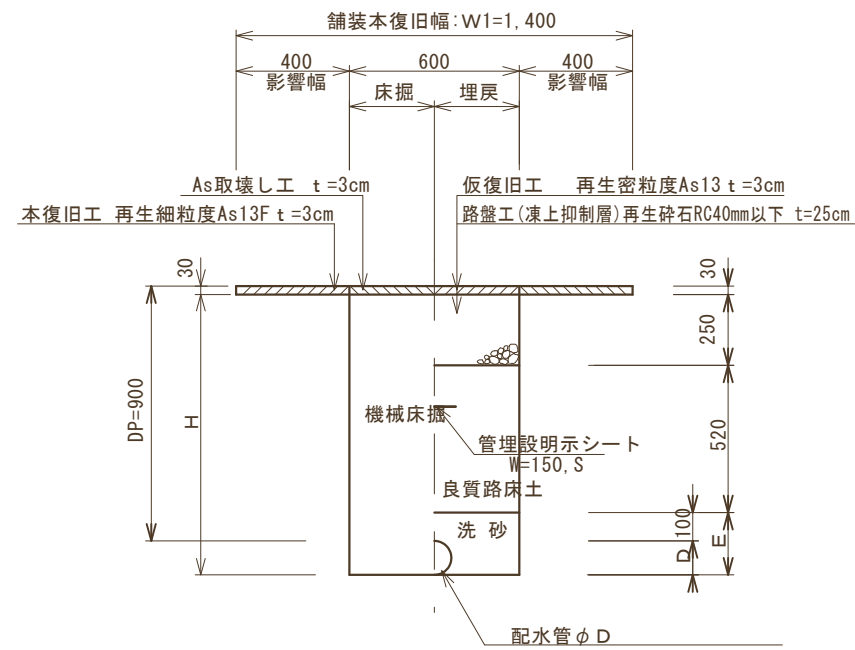 舗装本復旧幅：W1=1,400
400
600
400
影響幅
影響幅
床掘
埋戻
As取壊し工 t=3cm
仮復旧工 再生密粒度As13 t=3cm
本復旧工 再生細粒度As13F t=3cm
路盤工(凍上抑制層)再生砕石RC40mm以下 t=25cm
30
30
250
DP=900
H
機械床掘
520
管埋設明示シート
W=150,S
良質路床土
洗 砂
100
D
E
配水管φD